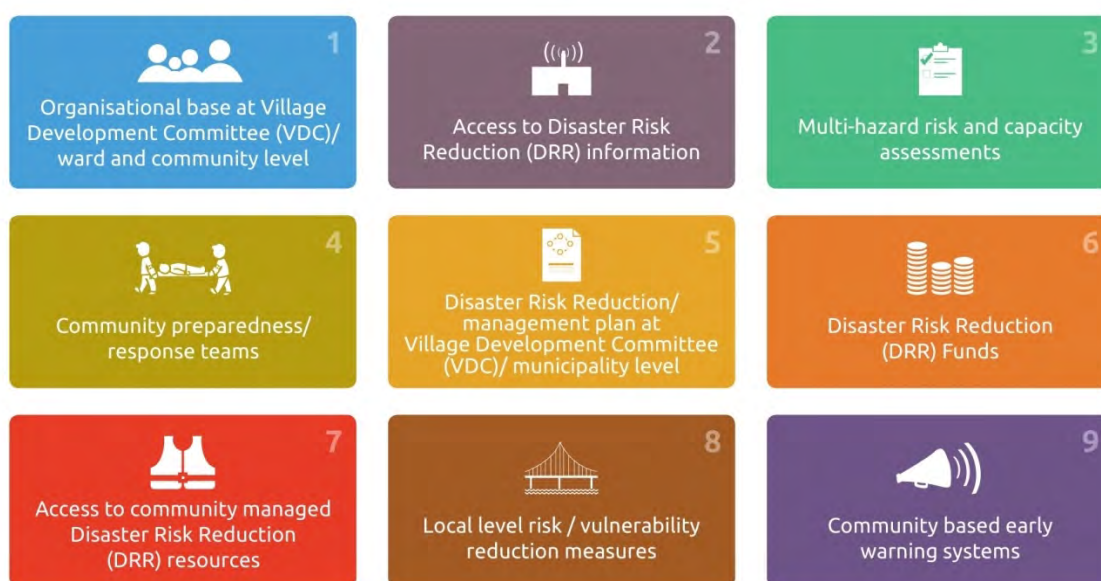 1
Organisational base at Village
Development Committee (VDC)/
ward and community level
2
Access to Disaster Risk
Reduction (DRR) information
3
Multi-hazard risk and capacity
assessments
4
Community preparedness/
response teams
5
Disaster Risk Reduction/
management plan at
Village Development Committee
(VDC)/ municipality level
6
Disaster Risk Reduction
(DRR) Funds
7
Access to community managed
Disaster Risk Reduction
(DRR) resources
8
Local level risk / vulnerability
reduction measures
9
Community based early
warning systems